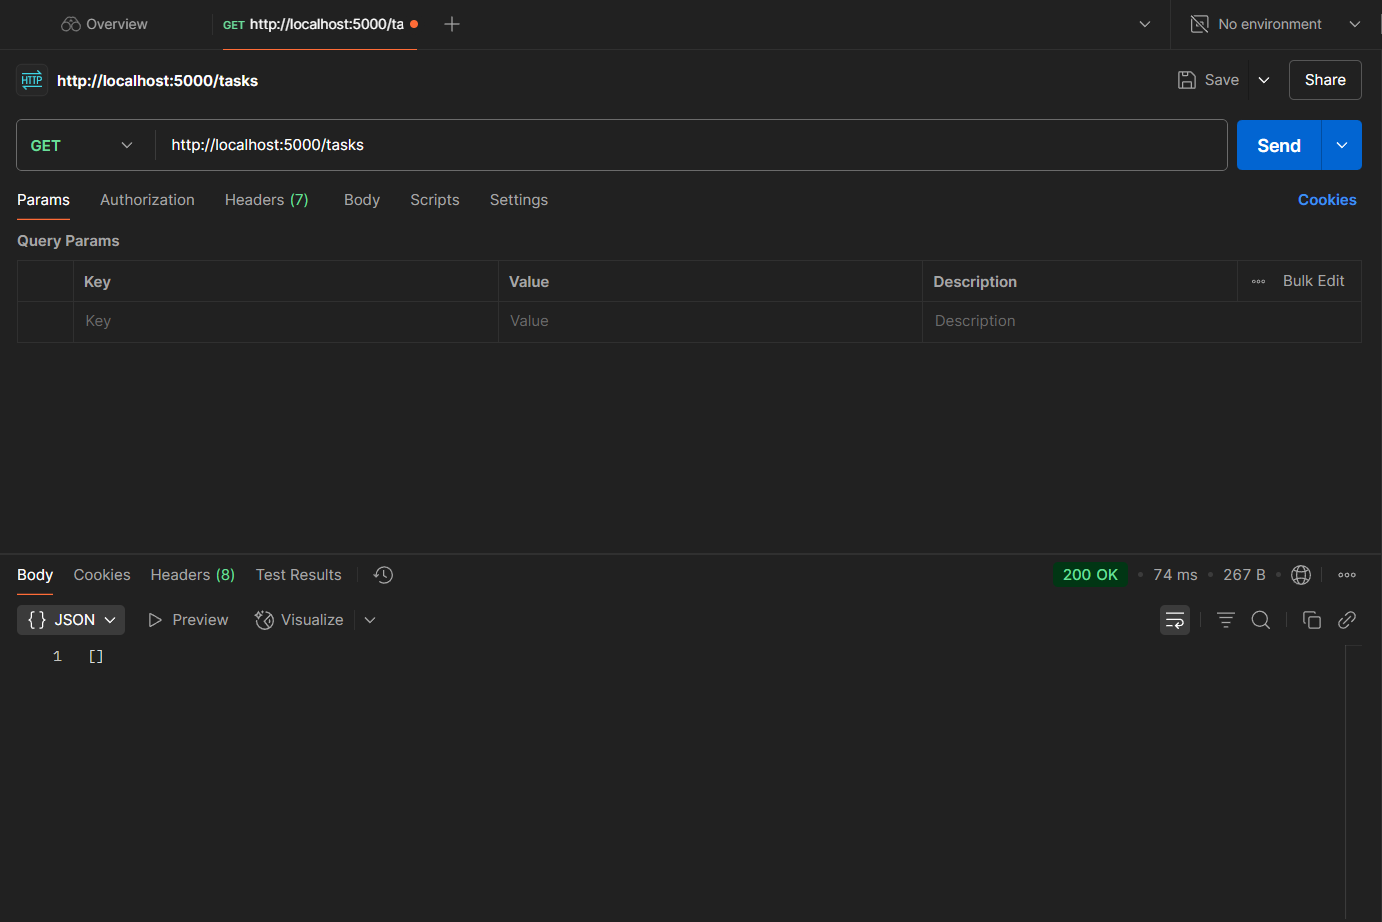 Overview
GET http://localhost:5000/ta
No environment
HTTP http://localhost:5000/tasks
Save
Share
GET http://localhost:5000/tasks
Send
Params Authorization Headers (7) Body Scripts Settings
Cookies
Query Params
Key Value Description Bulk Edit
Key Value Description
Body Cookies Headers (8) Test Results
200 OK • 74 ms • 267 B •
{} JSON Preview Visualize
1 []